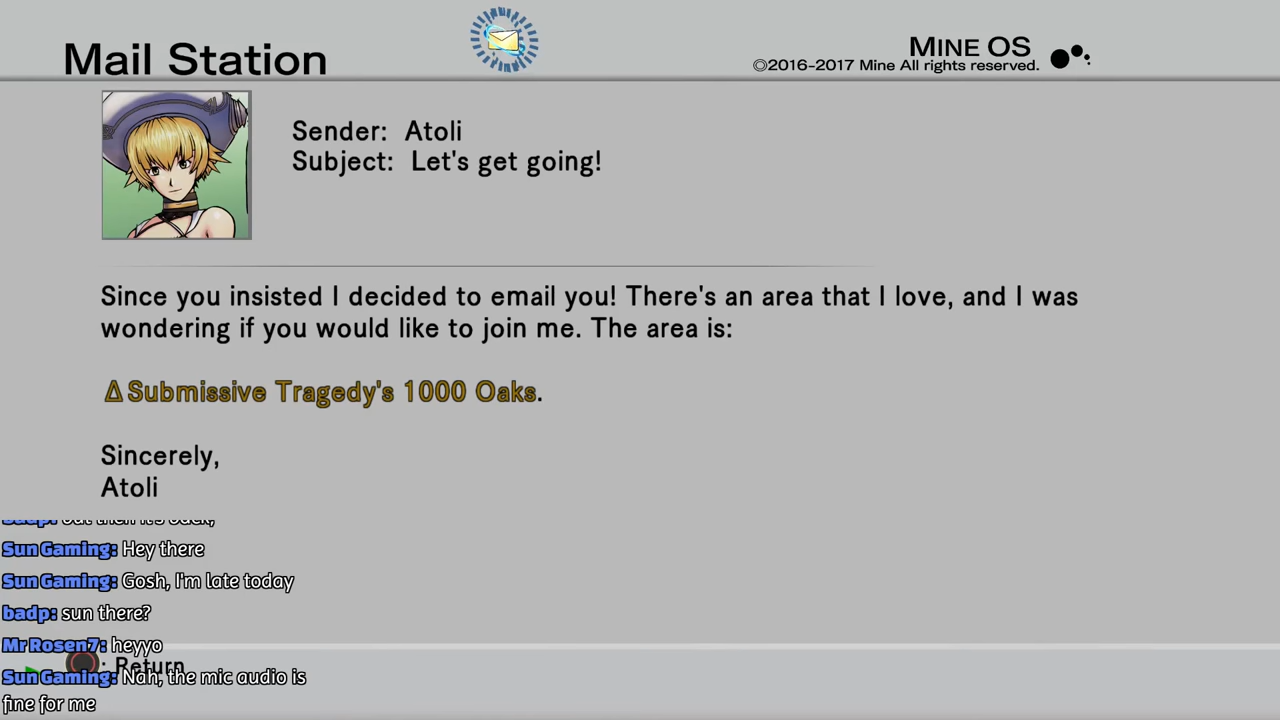 Mail Station
MINE OS
©2016-2017 Mine All rights reserved.
Sender: Atoli
Subject: Let's get going!
Since you insisted I decided to email you! There's an area that I love, and I was
wondering if you would like to join me. The area is:
Δ Submissive Tragedy's 1000 Oaks.
Sincerely,
Atoli
Sun Gaming: Hey there
Sun Gaming: Gosh, I'm late today
badp: sun there?
MrRosen7: heyyo
: Return
Sun Gaming: Nah, the mic audio is
fine for me